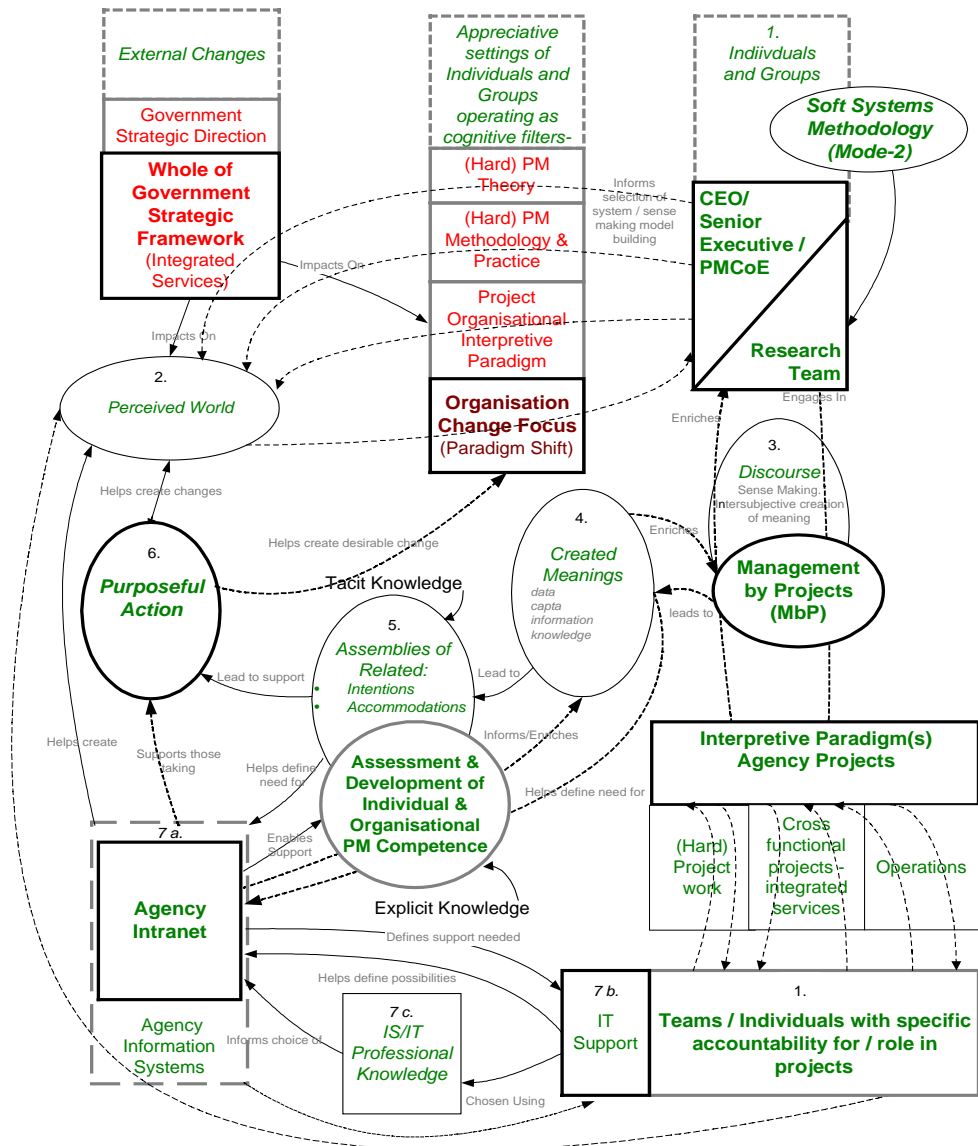 External Changes
Government
Strategic Direction
Whole of
Government
Strategic
Framework
(Integrated
Services)
Appreciative
settings of
Individuals and
Groups
operating as
cognitive filters-
(Hard) PM
Theory
(Hard) PM
Methodology &
Practice
Project
Organisational
Interpretive
Paradigm
Organisation
Change Focus
(Paradigm Shift)
1.
Indiivduals
and Groups
Soft Systems
Methodology
(Mode-2)
CEO/
Senior
Executive /
PMCoE
Research
Team
Informs
selection of
system / sense
making model
building
Impacts On
Impacts On
2.
Perceived World
Enriches
Engages In
3.
Discourse
Sense Making.
Intersubjective creation
of meaning
Management
by Projects
(MbP)
Helps create changes
6.
Purposeful
Action
Helps create desirable change
4.
Created
Meanings
data
capta
information
knowledge
Enriches
leads to
Tacit Knowledge
5.
Assemblies of
Related:
• Intentions
• Accommodations
Lead to
Lead to support
Informs/Enriches
Assessment &
Development of
Individual &
Organisational
PM Competence
Helps define need for
Helps create
Supports those
taking
Helps define
need for
Enables
Support
Explicit Knowledge
Interpretive Paradigm(s)
Agency Projects
(Hard)
Project
work
Cross
functional
projects -
integrated
services
Operations
7 a.
Agency
Intranet
Agency
Information
Systems
Defines support needed
Helps define possibilities
Informs choice of
7 c.
IS/IT
Professional
Knowledge
Chosen Using
7 b.
IT
Support
1.
Teams / Individuals with specific
accountability for / role in
projects